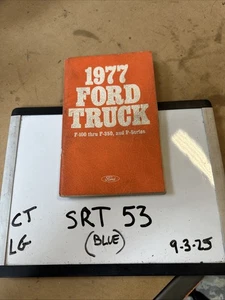 1977
FORD
TRUCK
F-100 thru F-350, and P-Series
Ford
CT
SRT 53
LG
(BLUE)
9-3-25